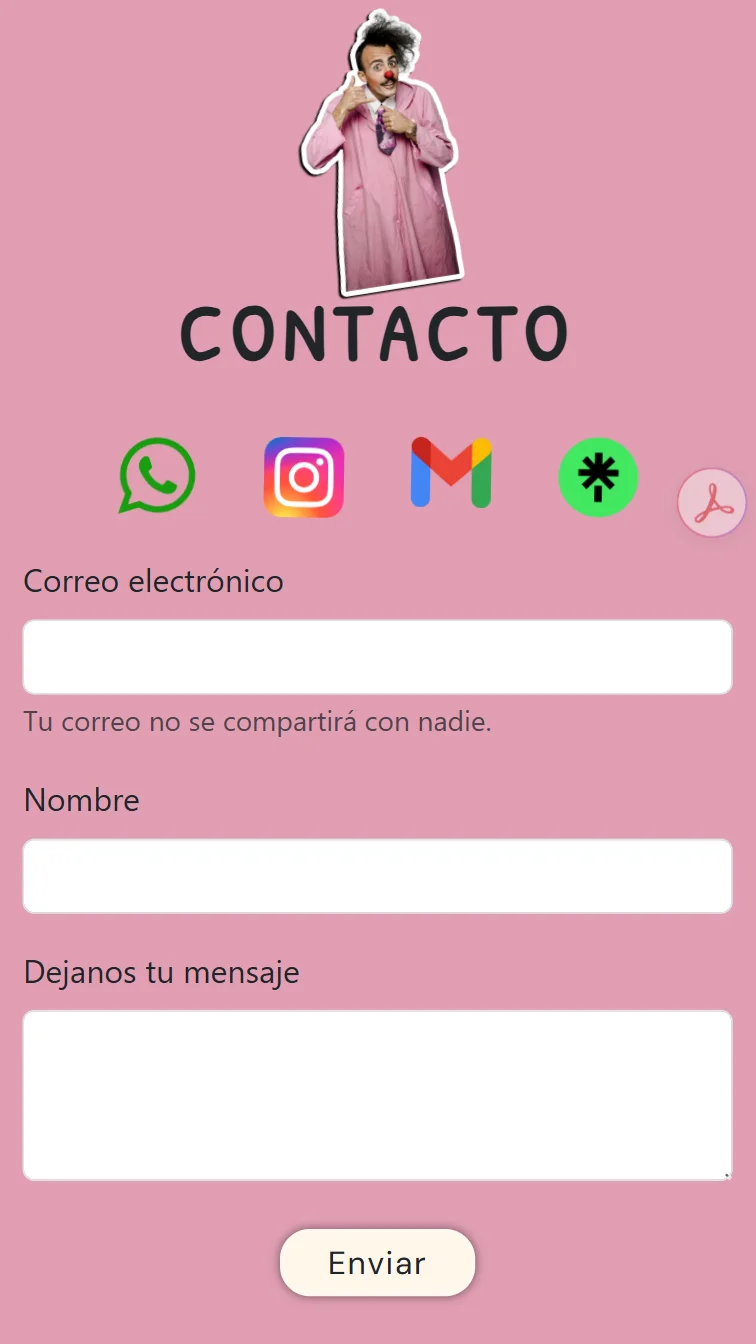 CONTACTO
Correo electrónico
Tu correo no se compartirá con nadie.
Nombre
Dejanos tu mensaje
Enviar